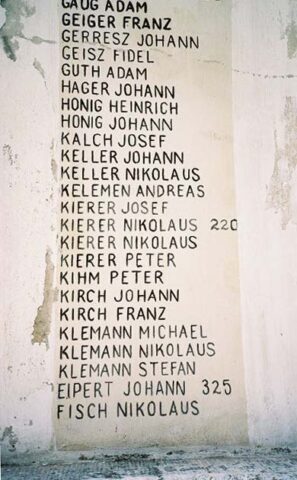 GAUG ADAM
GEIGER FRANZ
GERRESZ JOHANN
GEISZ FIDEL
GUTH ADAM
HAGER JOHANN
HONIG HEINRICH
HONIG JOHANN
KALCH JOSEF
KELLER JOHANN
KELLER NIKOLAUS
KELEMEN ANDREAS
KIERER JOSEF
KIERER NIKOLAUS 220
KIERER NIKOLAUS
KIERER PETER
KIHM PETER
KIRCH JOHANN
KIRCH FRANZ
KLEMANN MICHAEL
KLEMANN NIKOLAUS
KLEMANN STEFAN
EIPERT JOHANN 325
FISCH NIKOLAUS